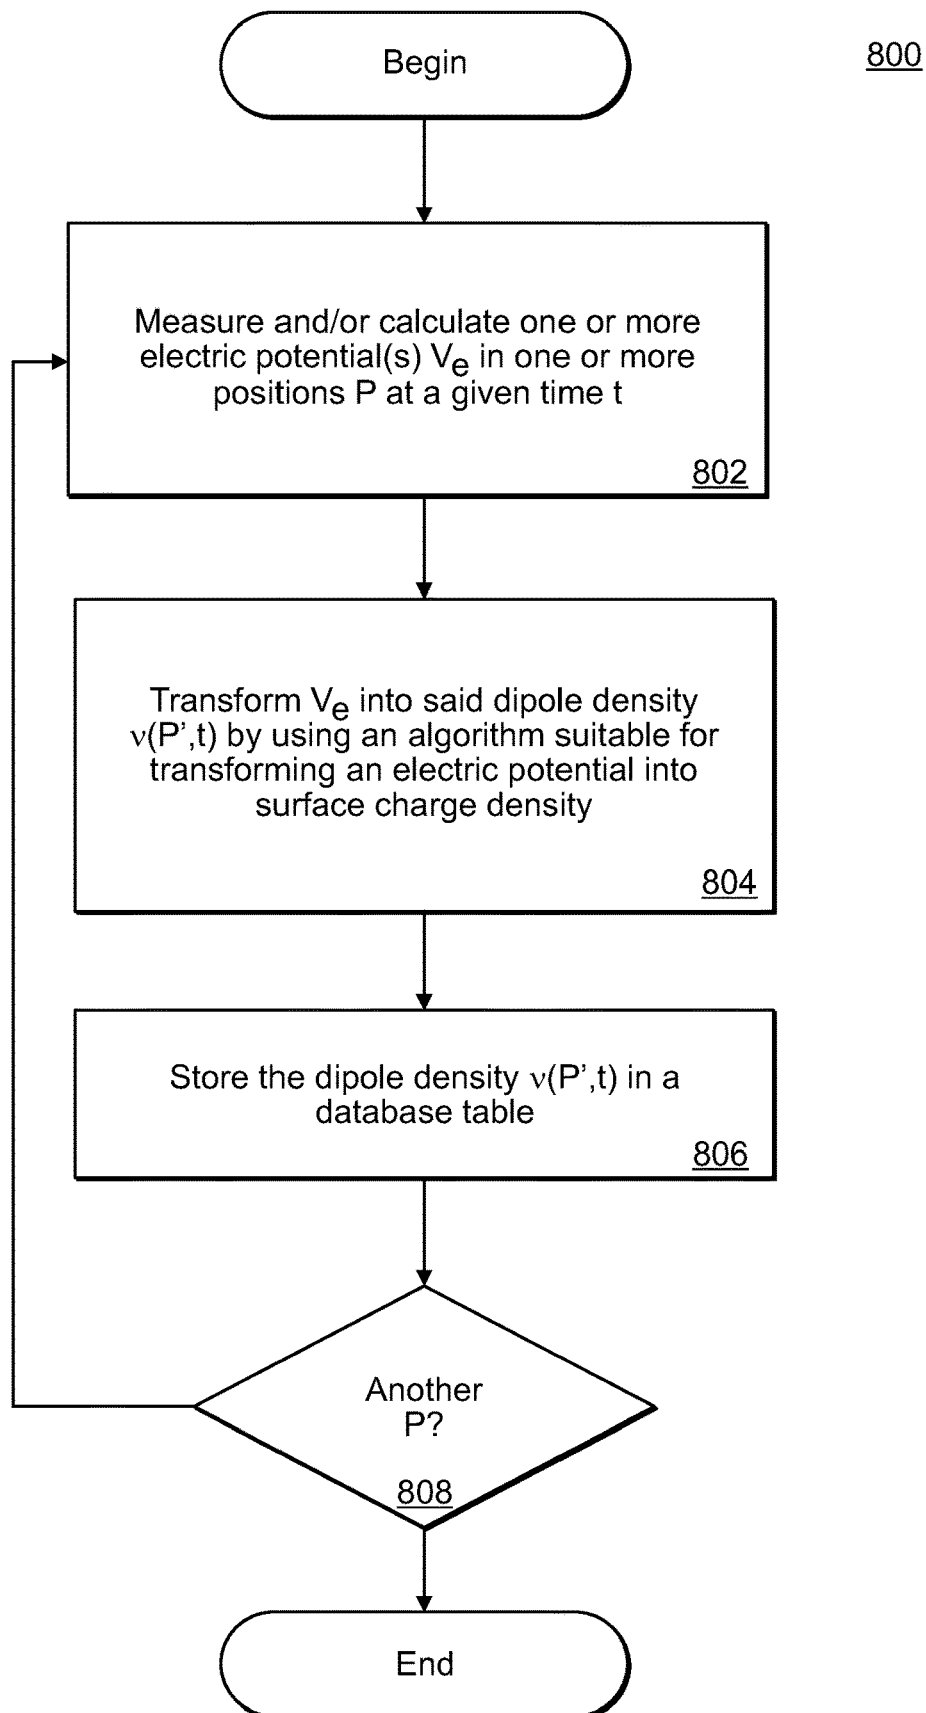 Begin
800
Measure and/or calculate one or more
electric potential(s) Ve in one or more
positions P at a given time t
802
Transform Ve into said dipole density
ν(P',t) by using an algorithm suitable for
transforming an electric potential into
surface charge density
804
Store the dipole density ν(P',t) in a
database table
806
Another
P?
808
End